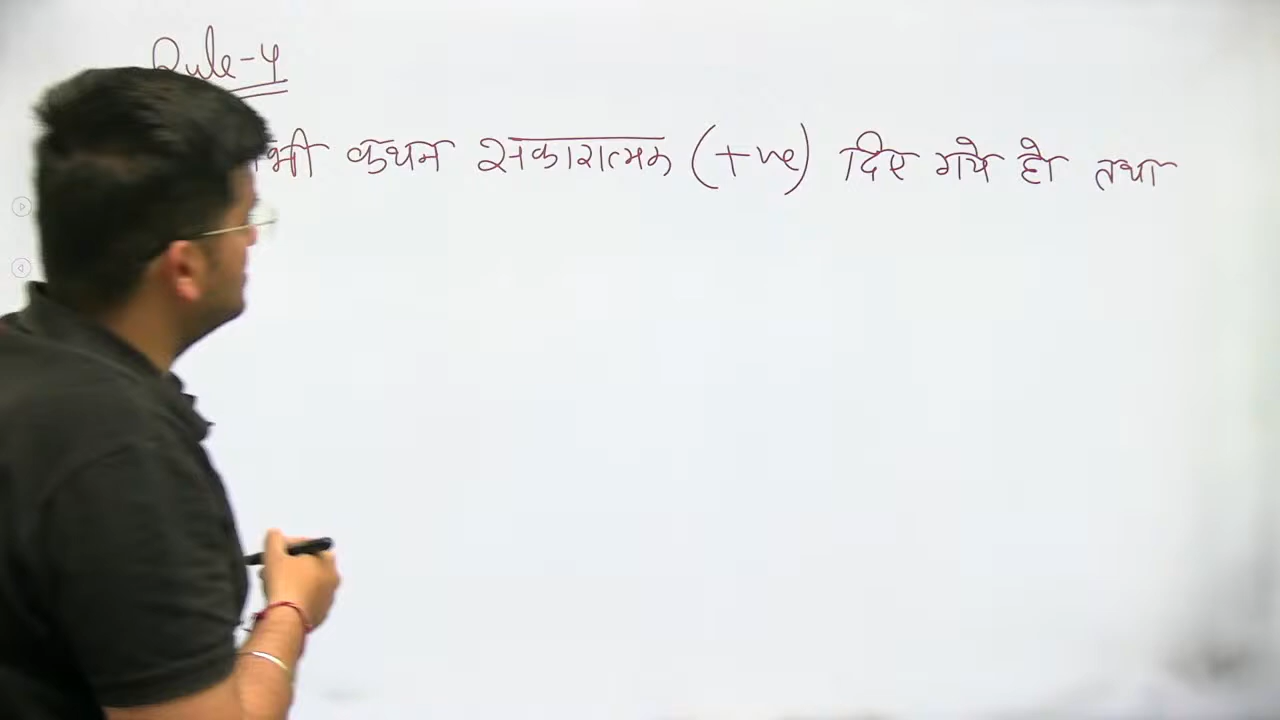 Rule-4
कथन सकारात्मक (+ve) दिए गये हो तथा